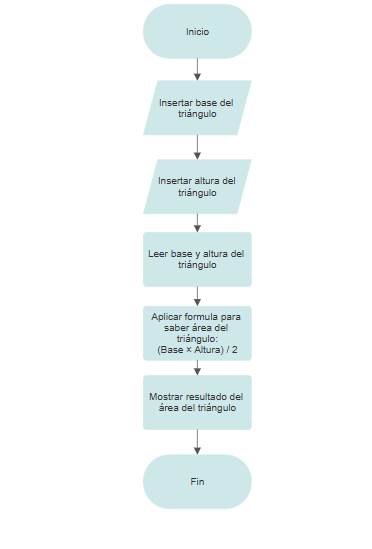 Inicio
Insertar base del
triángulo
Insertar altura del
triángulo
Leer base y altura del
triángulo
Aplicar formula para
saber área del
triángulo:
(Base × Altura) / 2
Mostrar resultado del
área del triángulo
Fin